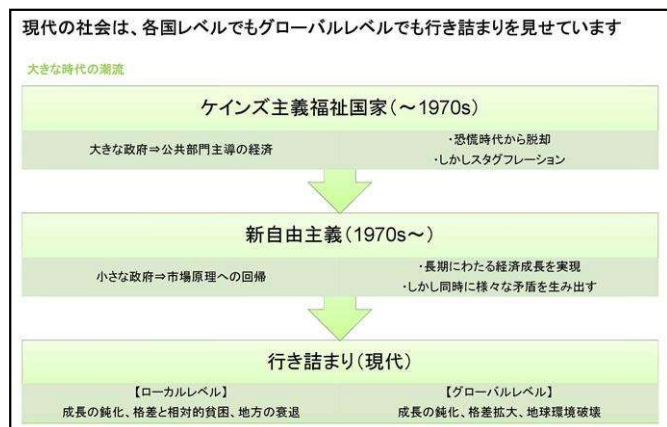 現代の社会は、各国レベルでもグローバルレベルでも行き詰まりを見せています
大きな時代の潮流
ケインズ主義福祉国家(～1970s)
大きな政府⇒公共部門主導の経済
・恐慌時代から脱却
・しかしスタグフレーション
新自由主義(1970s～)
小さな政府⇒市場原理への回帰
・長期にわたる経済成長を実現
・しかし同時に様々な矛盾を生み出す
行き詰まり(現代)
【ローカルレベル】
成長の鈍化、格差と相対的貧困、地方の衰退
【グローバルレベル】
成長の鈍化、格差拡大、地球環境破壊